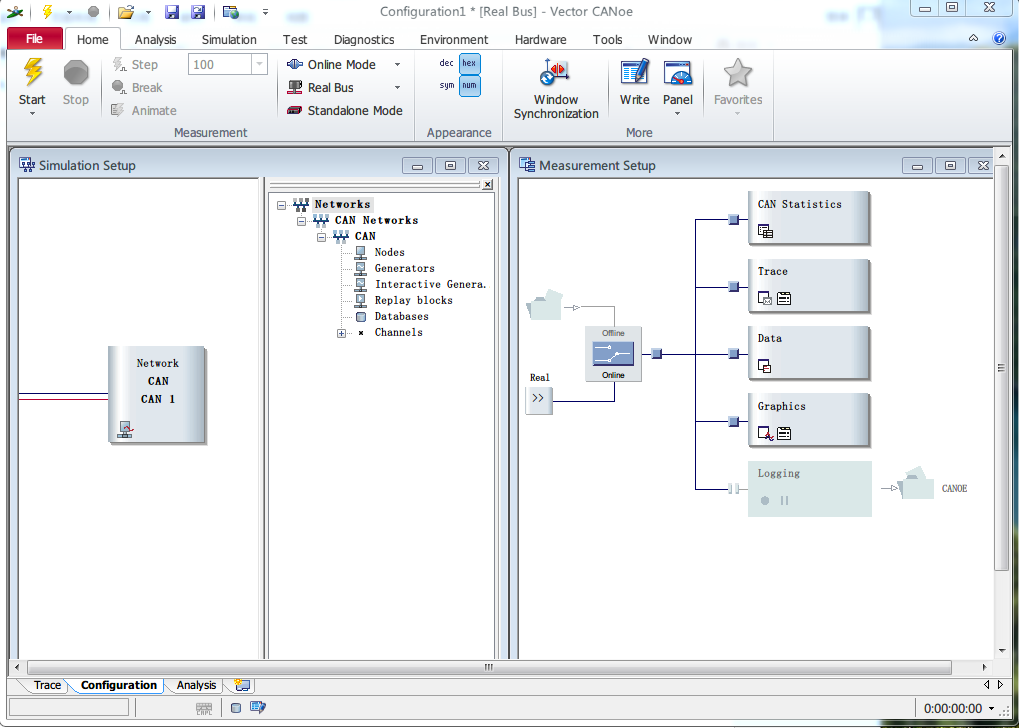 Configuration1 * [Real Bus] - Vector CANoe
File Home Analysis Simulation Test Diagnostics Environment Hardware Tools Window
Start
Stop
Step
Break
Animate
100
Measurement
Online Mode
Real Bus
Standalone Mode
dec hex
sym num
Appearance
Window
Synchronization
Write
Panel
More
Favorites
Simulation Setup
Network
CAN
CAN 1
Networks
CAN Networks
CAN
Nodes
Generators
Interactive Genera.
Replay blocks
Databases
Channels
Measurement Setup
Offline
Online
Real
>>
CAN Statistics
Trace
Data
Graphics
Logging
CANOE
Trace Configuration Analysis
CAPL
0:00:00:00